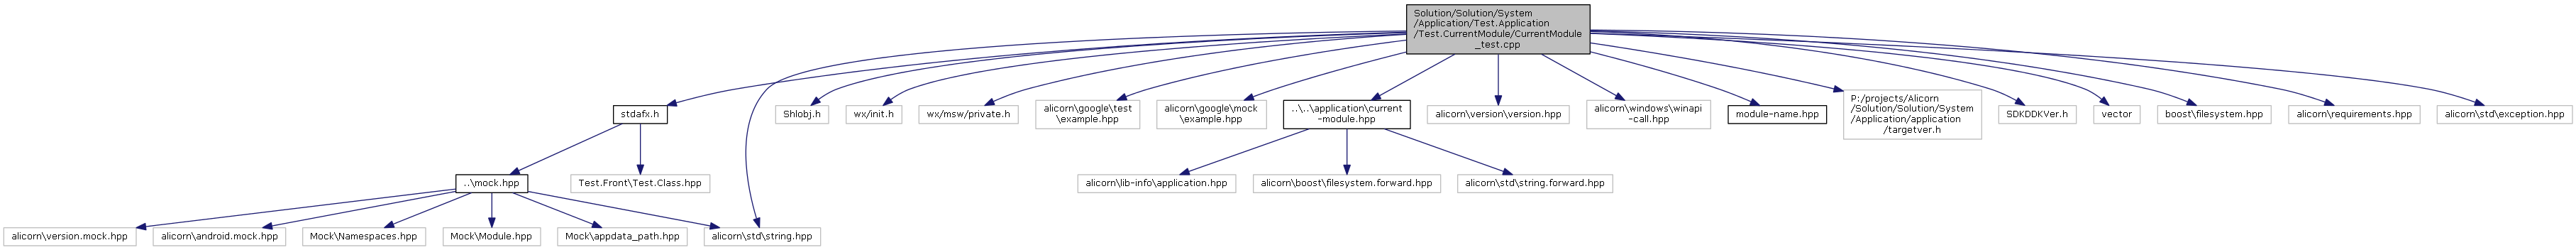 Solution/Solution/System
/Application/Test.Application
/Test.CurrentModule/CurrentModule
_test.cpp
stdafx.h
Shlobj.h
wx/init.h
wx/msw/private.h
alicorn\google\test
\example.hpp
alicorn\google\mock
\example.hpp
..\..\application\current
-module.hpp
alicorn\version\version.hpp
alicorn\windows\winapi
-call.hpp
module-name.hpp
P:/projects/Alicorn
/Solution/Solution/System
/Application/application
/targetver.h
SDKDDKVer.h
vector
boost\filesystem.hpp
alicorn\requirements.hpp
alicorn\std\exception.hpp
..\mock.hpp
Test.Front\Test.Class.hpp
alicorn\lib-info\application.hpp
alicorn\boost\filesystem.forward.hpp
alicorn\std\string.forward.hpp
alicorn\version.mock.hpp
alicorn\android.mock.hpp
Mock\Namespaces.hpp
Mock\Module.hpp
Mock\appdata_path.hpp
alicorn\std\string.hpp